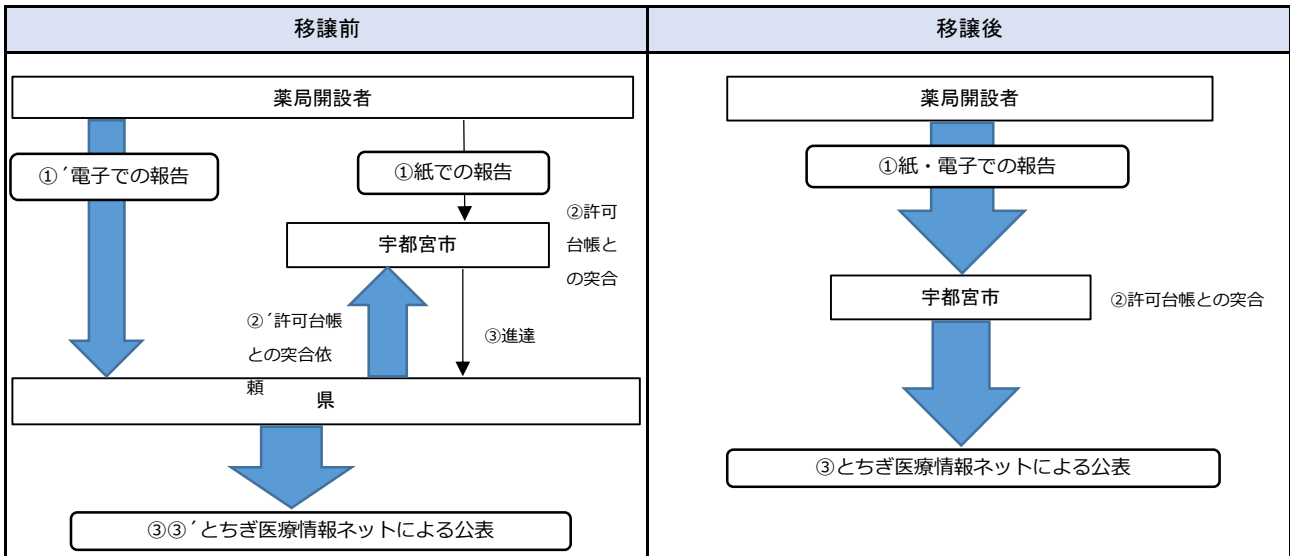 移譲前
移譲後
薬局開設者
①´電子での報告
①紙での報告
②許可
台帳と
の突合
宇都宮市
②´許可台帳
との突合依
頼
③進達
県
③③´とちぎ医療情報ネットによる公表
薬局開設者
①紙・電子での報告
宇都宮市
②許可台帳との突合
③とちぎ医療情報ネットによる公表